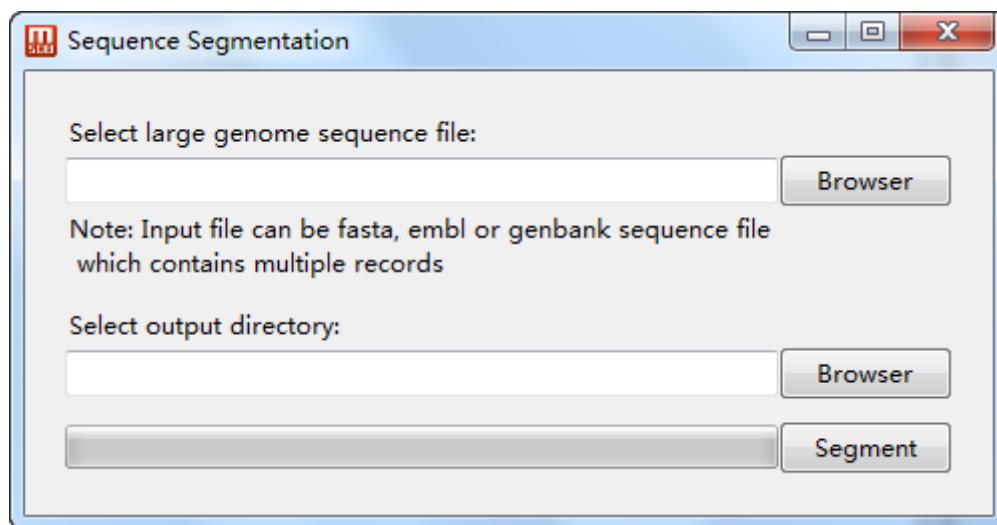 Sequence Segmentation
Select large genome sequence file:
Browser
Note: Input file can be fasta, embl or genbank sequence file
which contains multiple records
Select output directory:
Browser
Segment